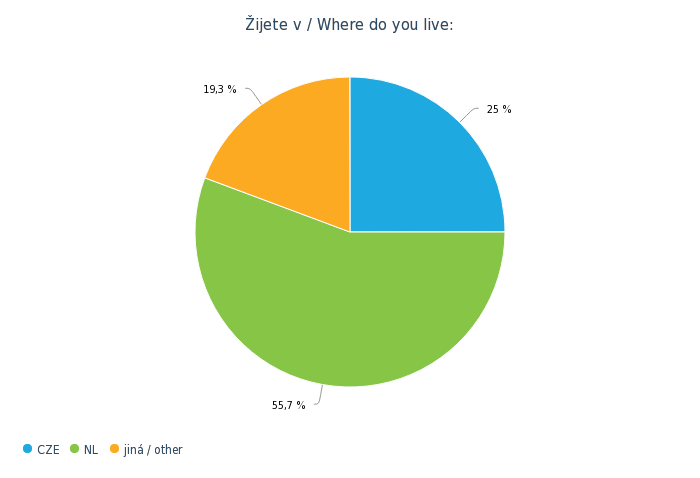 Žijete v / Where do you live:
19,3 %
25 %
55,7 %
CZE NL jiná / other